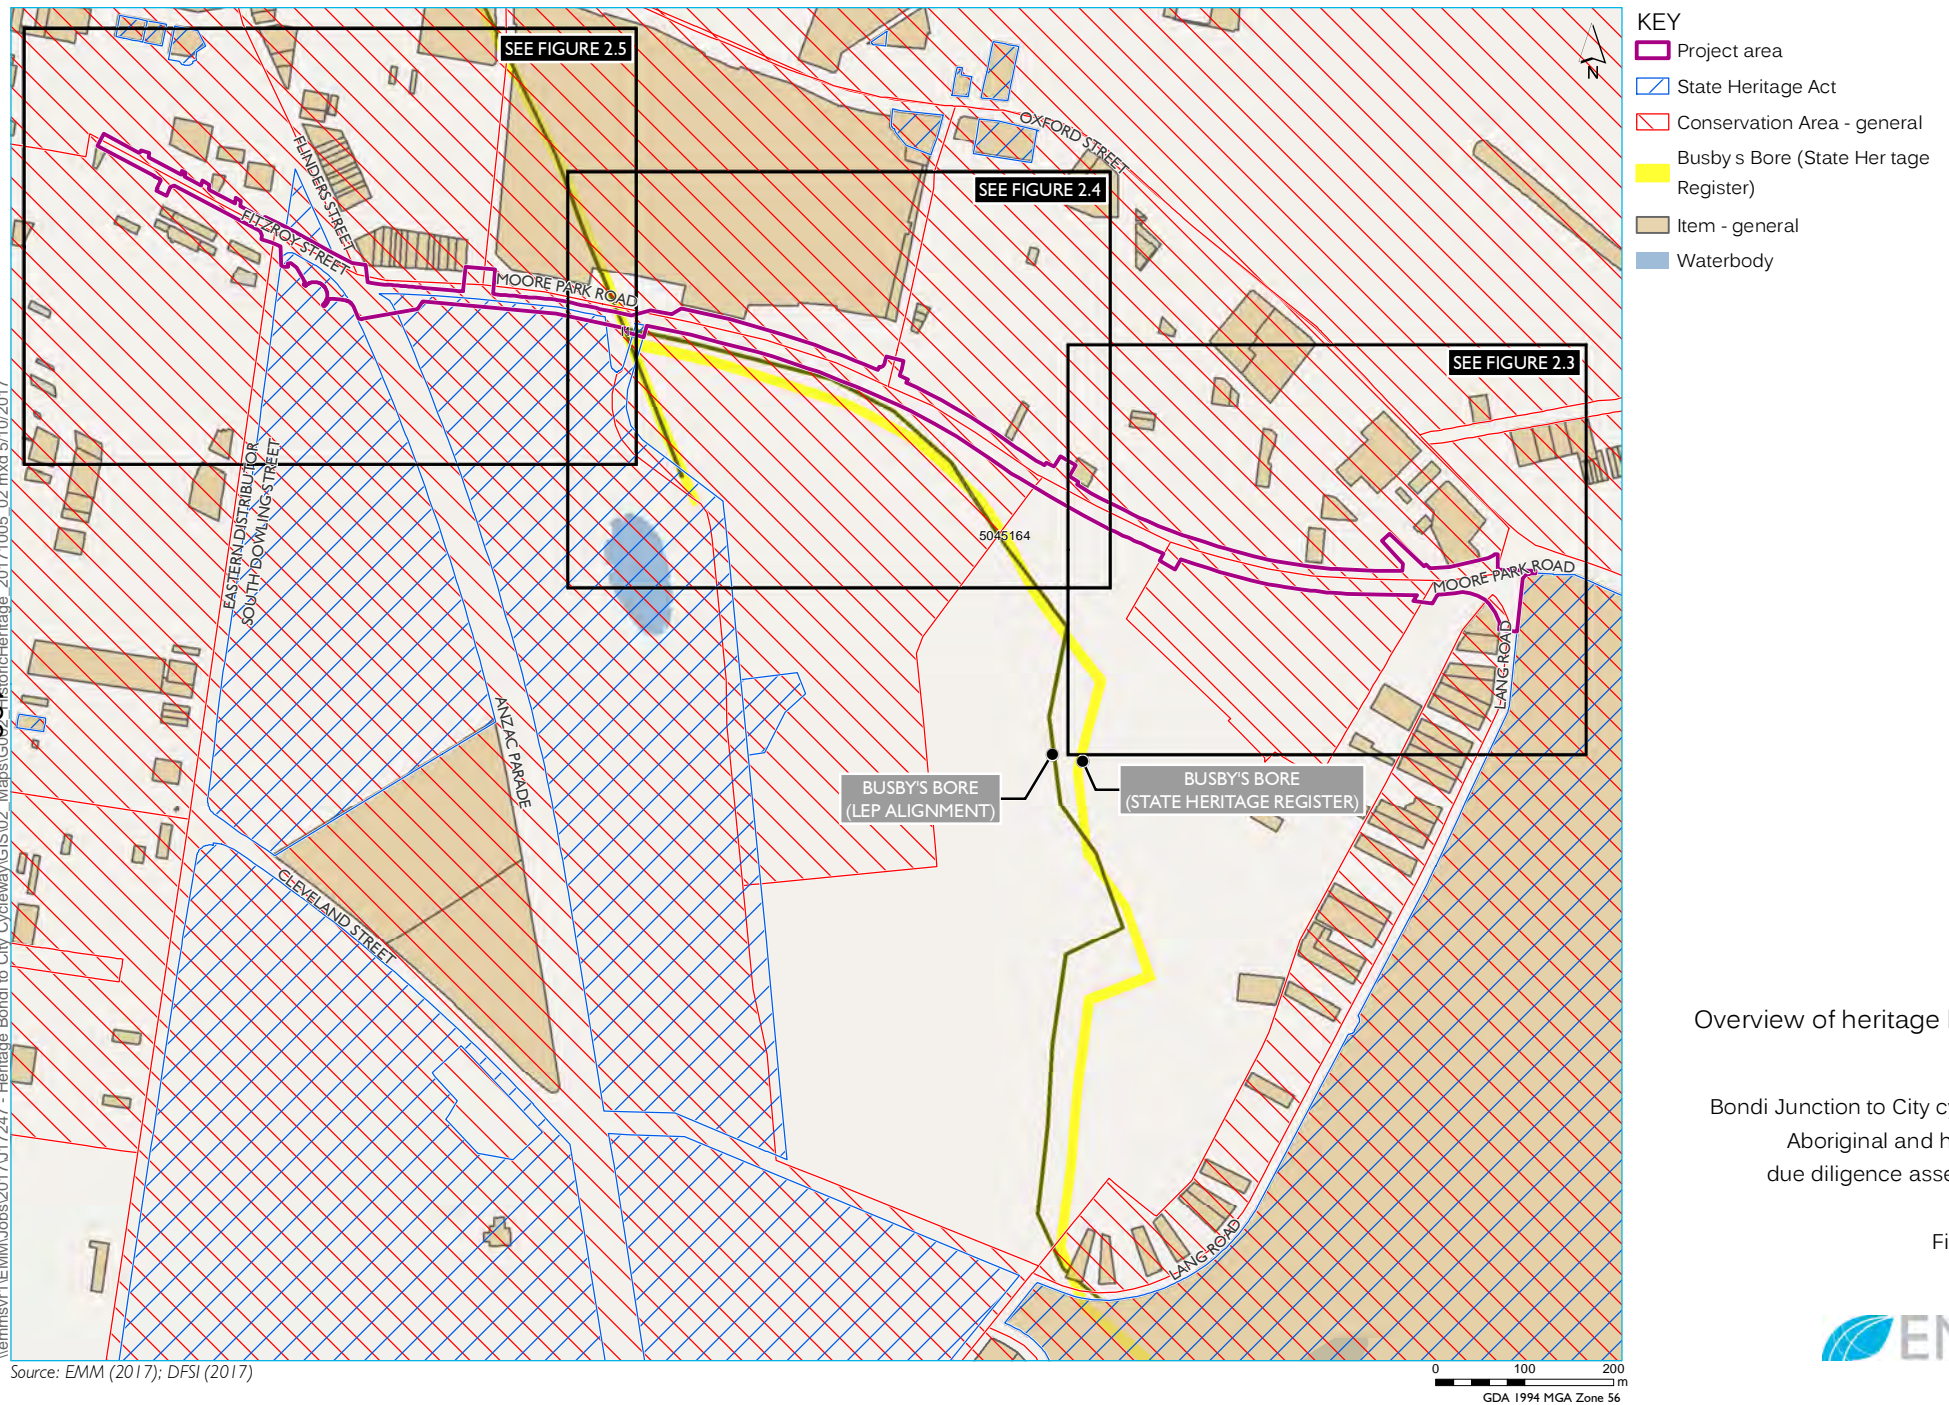 KEY
Project area
State Heritage Act
Conservation Area - general
Busby s Bore (State Her tage
Register)
Item - general
Waterbody
SEE FIGURE 2.5
SEE FIGURE 2.4
SEE FIGURE 2.3
N
OXFORD STREET
FLINDERS STREET
FITZROY STREET
MOORE PARK ROAD
5045164
MOORE PARK ROAD
LANG ROAD
EASTERN DISTRIBUTOR
SOUTH DOWLING STREET
ANZAC PARADE
BUSBY'S BORE
(LEP ALIGNMENT)
BUSBY'S BORE
(STATE HERITAGE REGISTER)
CLEVELAND STREET
LANG ROAD
Overview of heritage
Bondi Junction to City
Aboriginal and
due diligence
Source: EMM (2017); DFSI (2017)
0 100 200
m
GDA 1994 MGA Zone 56